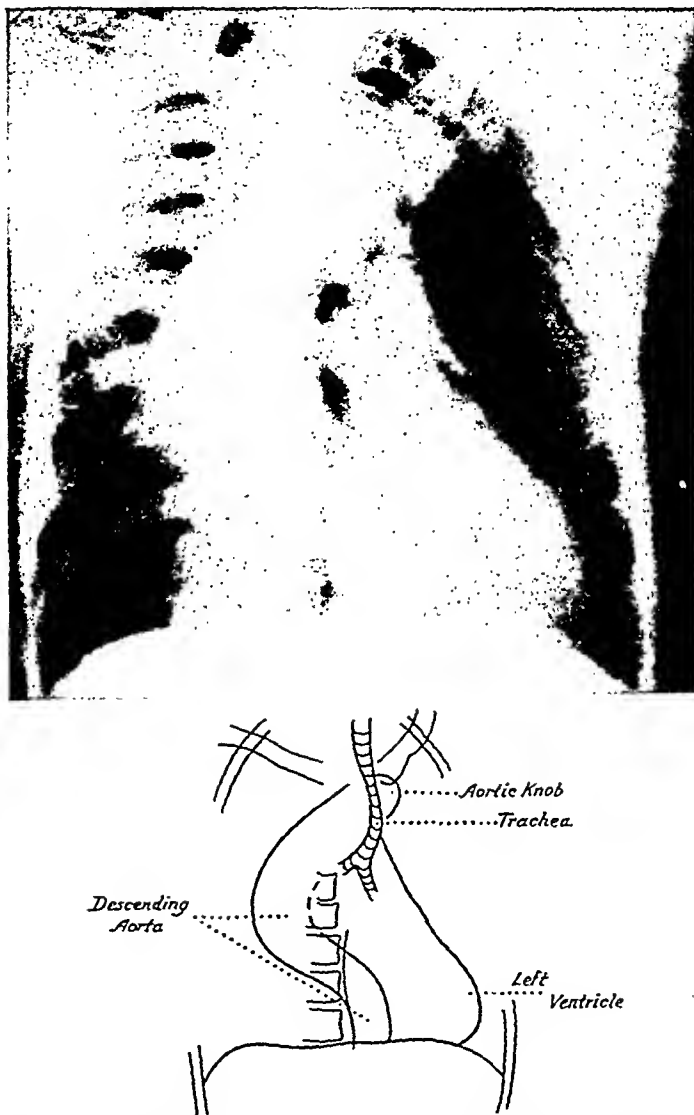 Aortic Knob
Trachea
Descending
Aorta
Left
Ventricle